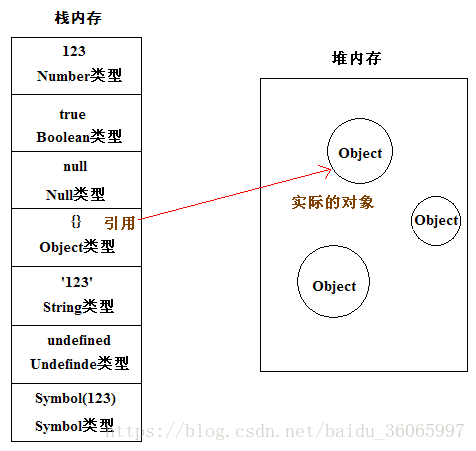 栈内存
123
Number类型
true
Boolean类型
null
Null类型
{}
引用
Object类型
'123'
String类型
undefined
Undefinde类型
Symbol(123)
Symbol类型
堆内存
Object
实际的对象
Object
Object
https://blog.csdn.net/baidu_36065997